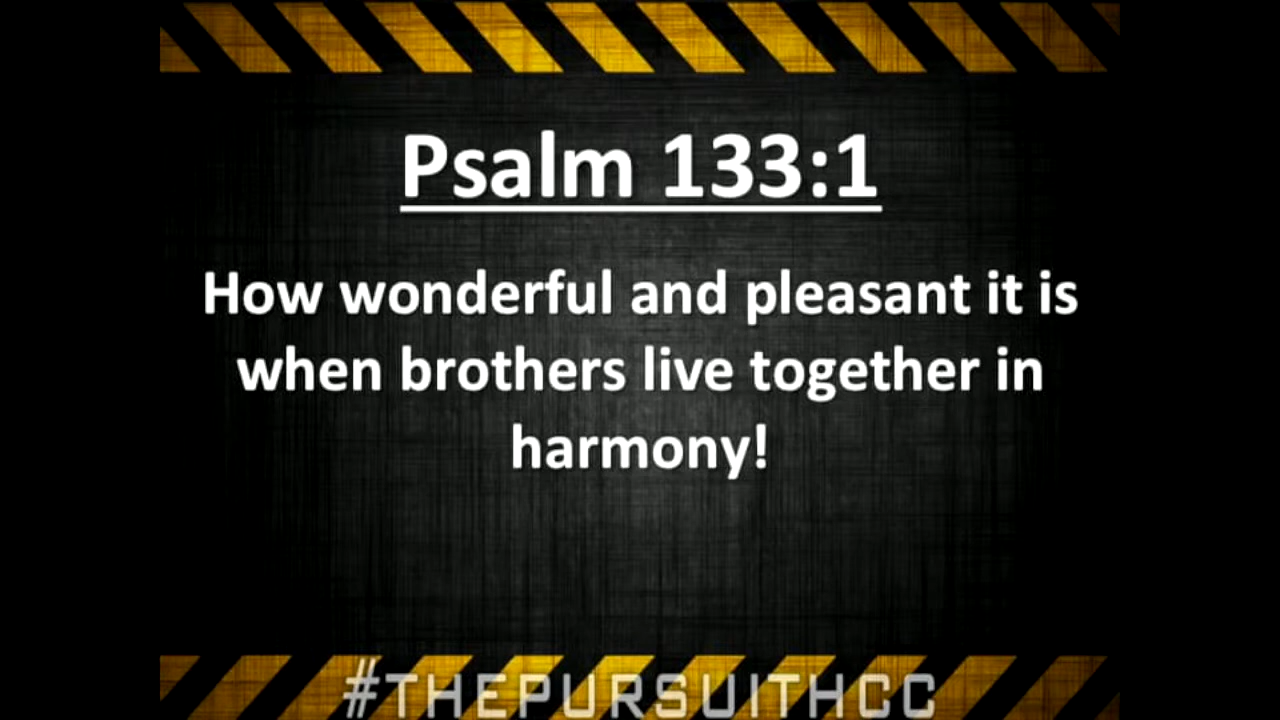 Psalm 133:1
How wonderful and pleasant it is
when brothers live together in
harmony!
#THEPURSUITHCC